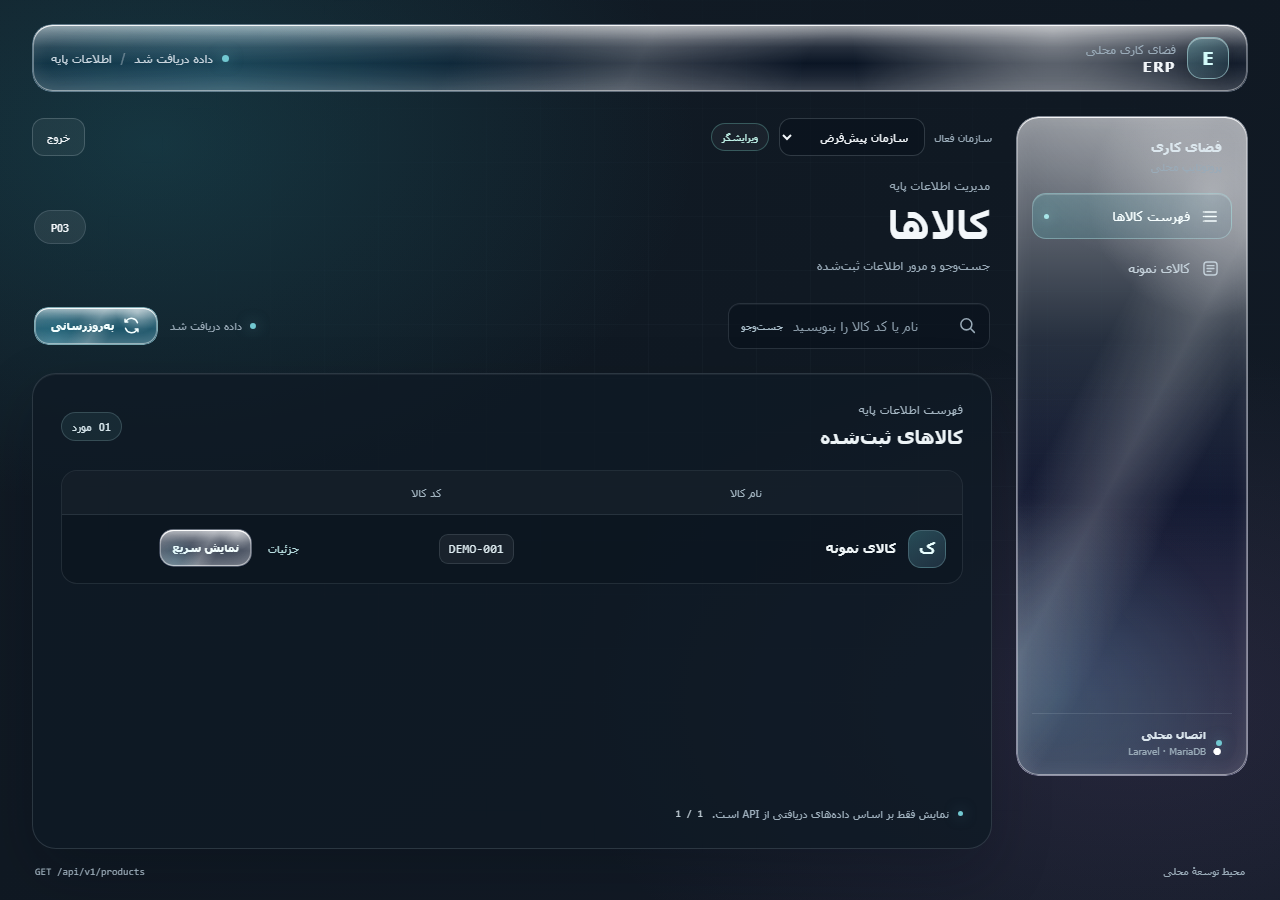 فضای کاری محلی
E
ERP
اطلاعات پایه / داده دریافت شد
فضای کاری
فهرست کالاها
کالای نمونه
اتصال محلی
Laravel · MariaDB
سازمان فعال
سازمان پیش‌فرض
ویرایشگر
خروج
مدیریت اطلاعات پایه
کالاها
P03
جست‌وجو و مرور اطلاعات ثبت‌شده
نام یا کد کالا را بنویسید
جست‌وجو
داده دریافت شد
به‌روزرسانی
فهرست اطلاعات پایه
کالاهای ثبت‌شده
01 مورد
نام کالا
کد کالا
ک
کالای نمونه
DEMO-001
جزئیات
نمایش سریع
نمایش فقط بر اساس داده‌های دریافتی از API است.
1 / 1
محیط توسعهٔ محلی
GET /api/v1/products